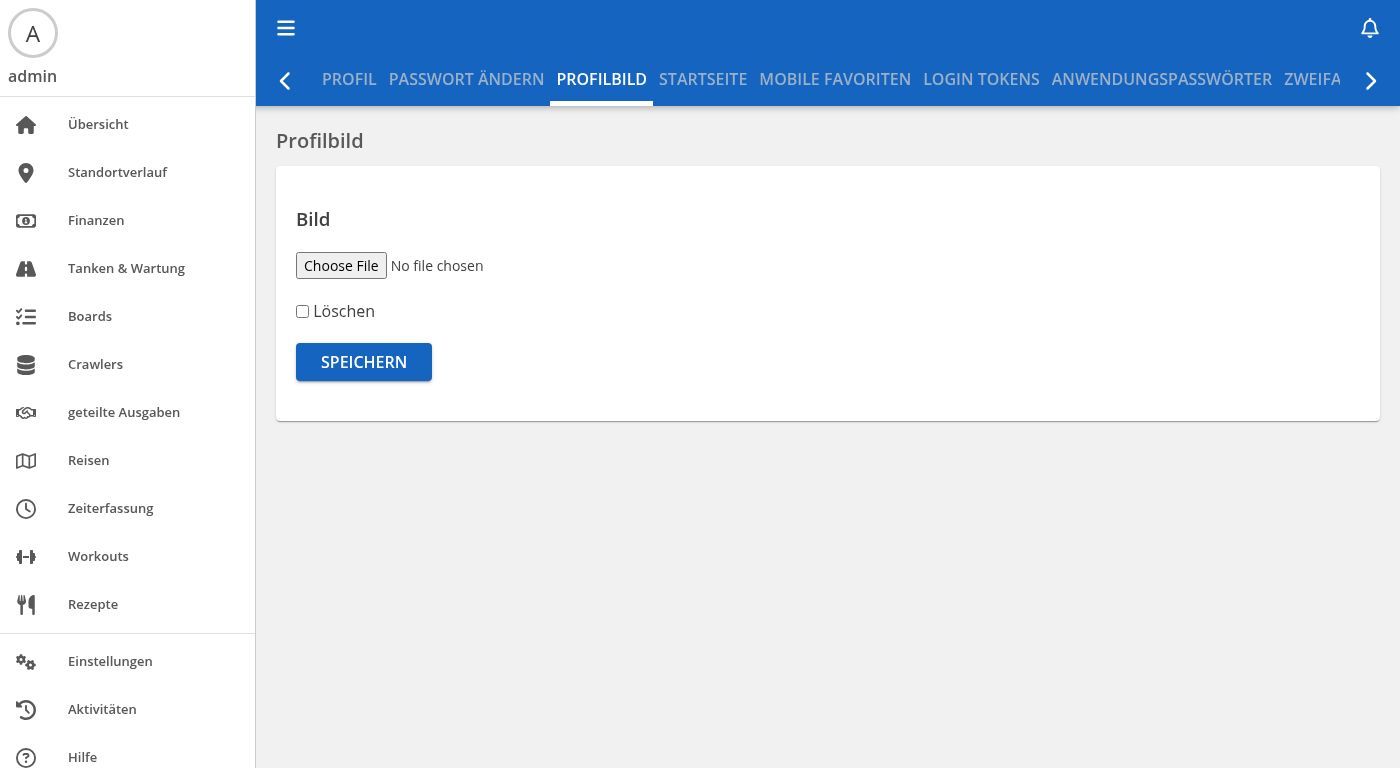 A
admin
Übersicht
Standortverlauf
Finanzen
Tanken & Wartung
Boards
Crawlers
geteilte Ausgaben
Reisen
Zeiterfassung
Workouts
Rezepte
Einstellungen
Aktivitäten
Hilfe
PROFIL PASSWORT ÄNDERN PROFILBILD STARTSEITE MOBILE FAVORITEN LOGIN TOKENS ANWENDUNGSPASSWÖRTER ZWEIFA
Profilbild
Bild
Choose File No file chosen
Löschen
SPEICHERN